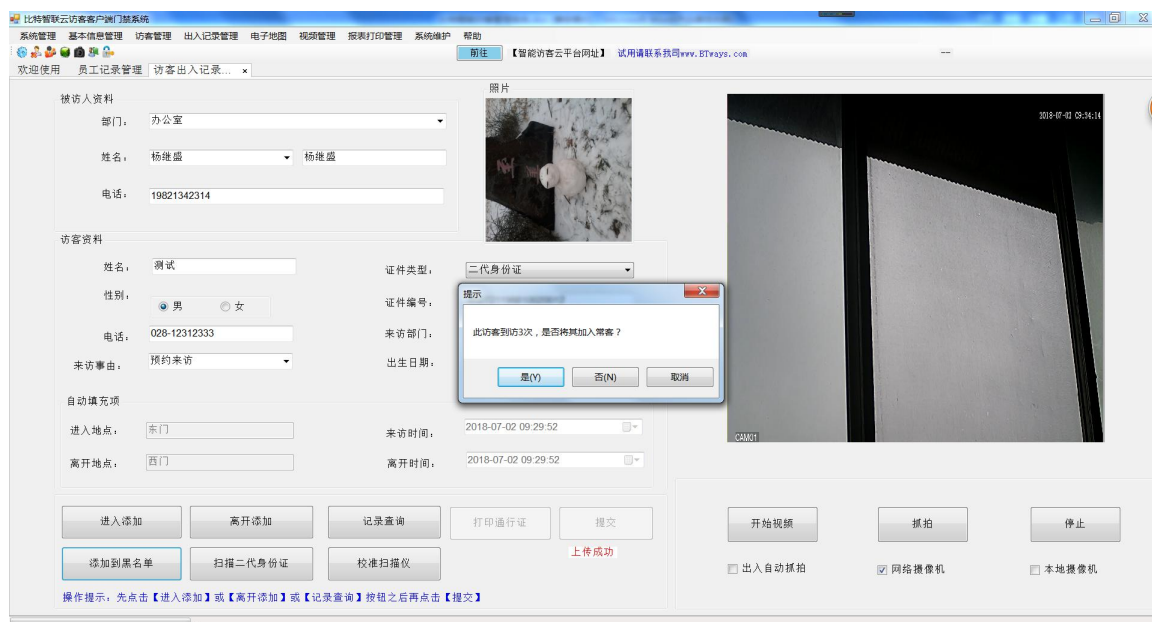 比特智联云访客客户端门禁系统
系统管理 基本信息管理 访客管理 出入记录管理 电子地图 视频管理 报表打印管理 系统维护 帮助
前往 【智能访客云平台网址】 试用请联系我司www.BTways.com --
欢迎使用 员工记录管理 访客出入记录... ×
被访人资料
照片
部门： 办公室
2018-07-02 09:34:14
姓名： 杨继盛 杨继盛
电话： 19821342314
访客资料
姓名： 测试 证件类型： 二代身份证
性别： 男 女 证件编号：
提示
此访客到访3次，是否将其加入常客？
是(Y) 否(N) 取消
电话： 028-12312333 来访部门：
来访事由： 预约来访 出生日期：
自动填充项
进入地点： 东门 来访时间： 2018-07-02 09:29:52
CAM01
离开地点： 西门 离开时间： 2018-07-02 09:29:52
进入添加 离开添加 记录查询 打印通行证 提交 开始视频 抓拍 停止
上传成功
添加到黑名单 扫描二代身份证 校准扫描仪 出入自动抓拍 网络摄像机 本地摄像机
操作提示：先点击【进入添加】或【离开添加】或【记录查询】按钮之后再点击【提交】